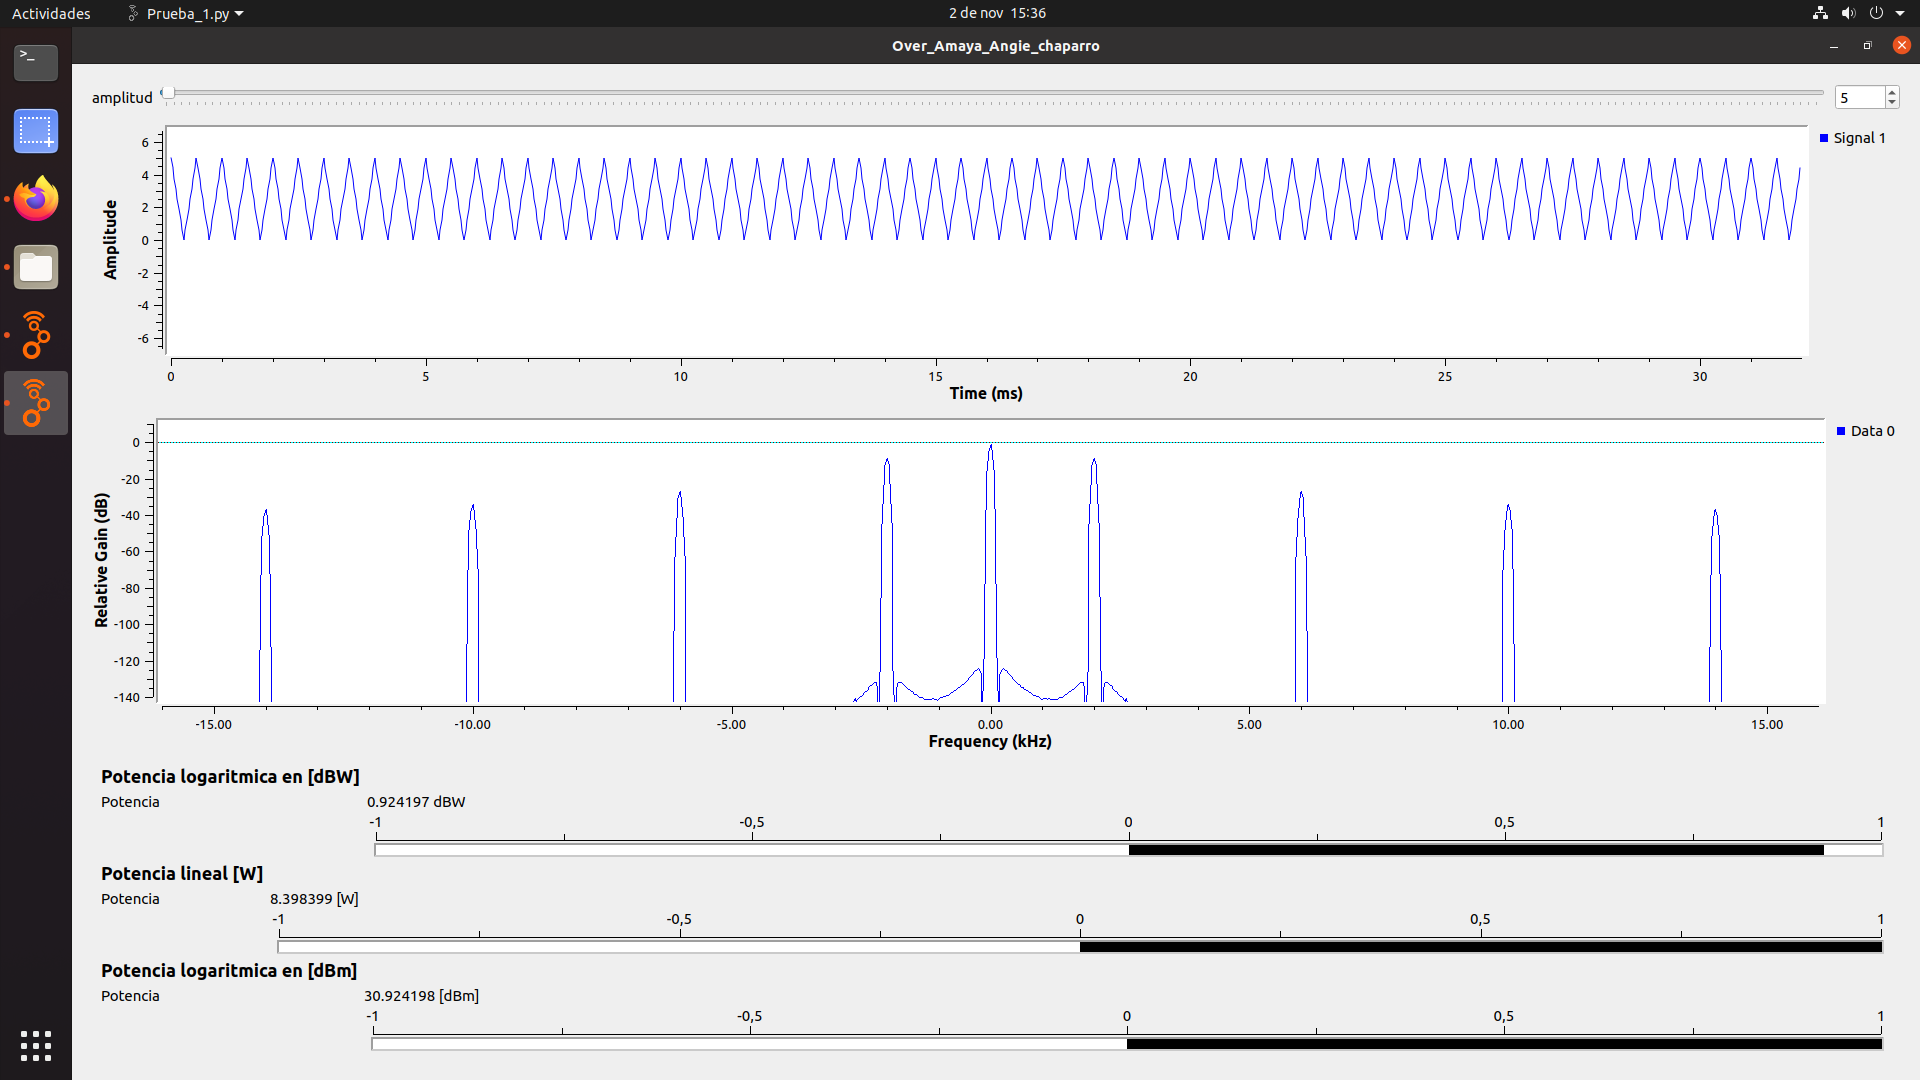 Actividades Prueba_1.py 2 de nov 15:36
Over_Amaya_Angie_chaparro
>_
amplitud 5
Signal 1
6
4
2
0
-2
-4
-6
Amplitude
0 5 10 15 20 25 30
Time (ms)
Data 0
0
-20
-40
-60
-80
-100
-120
-140
Relative Gain (dB)
-15.00 -10.00 -5.00 0.00 5.00 10.00 15.00
Frequency (kHz)
Potencia logaritmica en [dBW]
Potencia 0.924197 dBW
-1 -0,5 0 0,5 1
Potencia lineal [W]
Potencia 8.398399 [W]
-1 -0,5 0 0,5 1
Potencia logaritmica en [dBm]
Potencia 30.924198 [dBm]
-1 -0,5 0 0,5 1